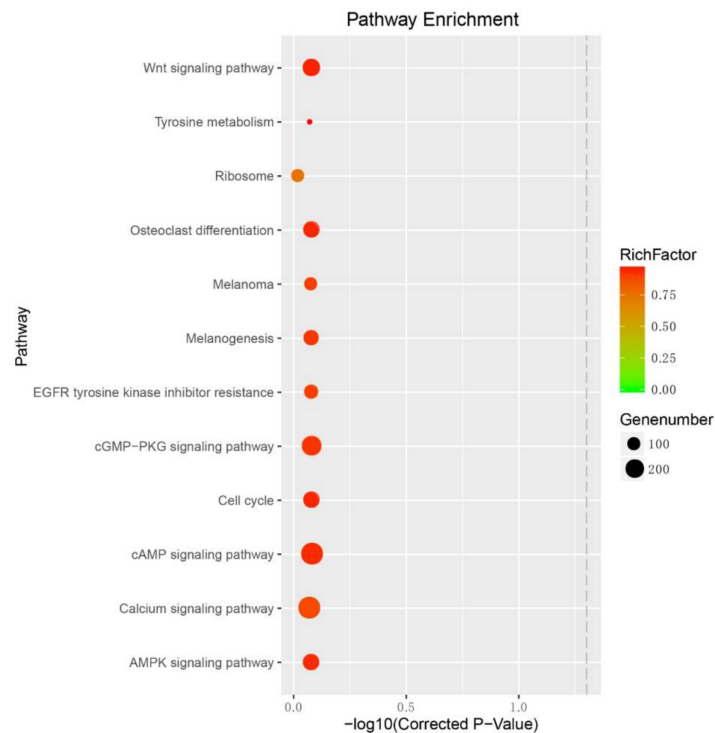 Pathway Enrichment
Wnt signaling pathway
Tyrosine metabolism
Ribosome
Osteoclast differentiation
Melanoma
Melanogenesis
EGFR tyrosine kinase inhibitor resistance
cGMP−PKG signaling pathway
Cell cycle
cAMP signaling pathway
Calcium signaling pathway
AMPK signaling pathway
Pathway
0.0 0.5 1.0
−log10(Corrected P−Value)
RichFactor
0.75
0.50
0.25
0.00
Genenumber
100
200